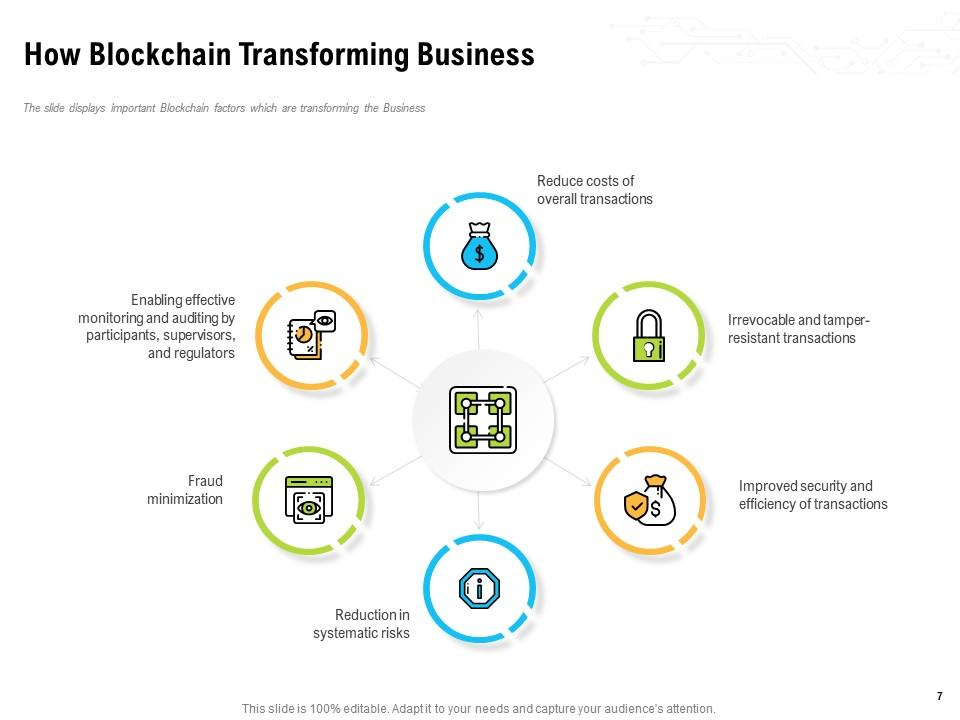 How Blockchain Transforming Business
The slide displays important Blockchain factors which are transforming the Business
Reduce costs of
overall transactions
Enabling effective
monitoring and auditing by
participants, supervisors,
and regulators
Irrevocable and tamper-
resistant transactions
Fraud
minimization
Improved security and
efficiency of transactions
Reduction in
systematic risks
7
This slide is 100% editable. Adapt it to your needs and capture your audience's attention.